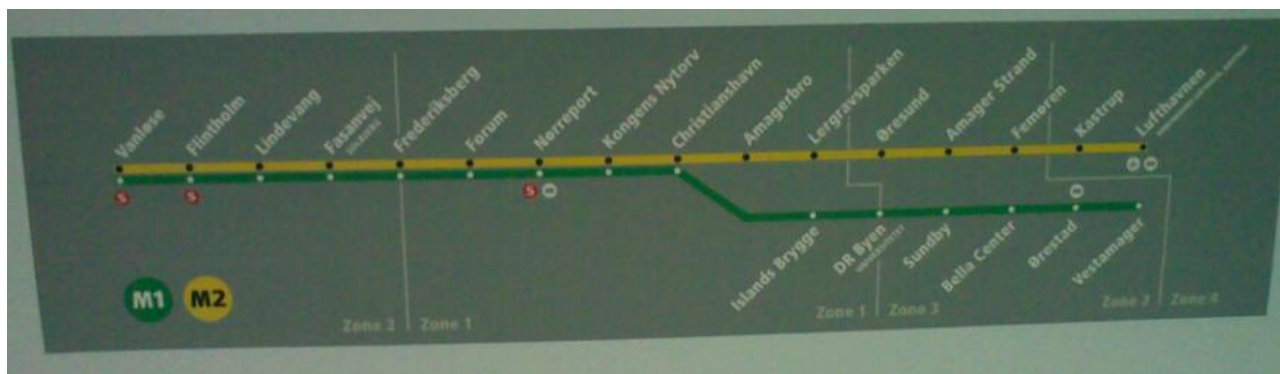 Vanløse
Flintholm
Lindevang
Fasanvej
Frederiksberg
Forum
Nørreport
Kongens Nytorv
Christianshavn
Amagerbro
Lergravsparken
Øresund
Amager Strand
Femøren
Kastrup
Lufthavnen
S
S
S
Islands Brygge
DR Byen
Sundby
Bella Center
Ørestad
Vestamager
M1
M2
Zone 2
Zone 1
Zone 1
Zone 3
Zone 4